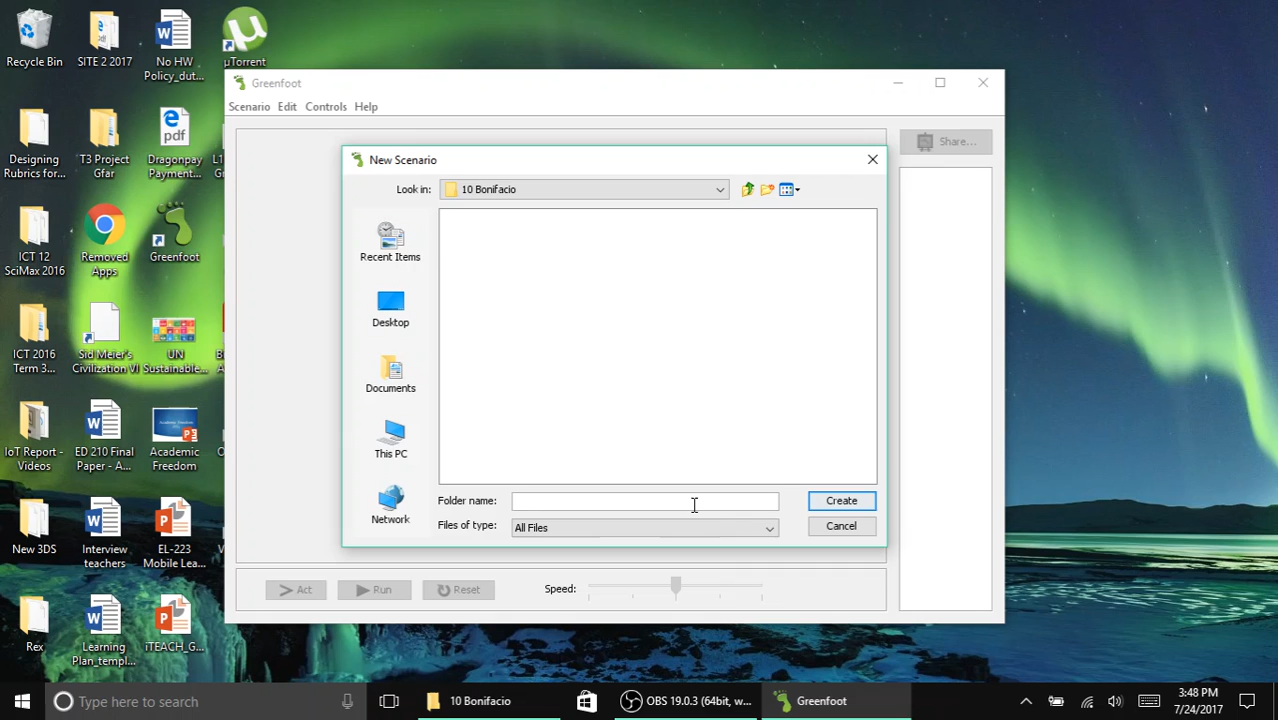 Recycle Bin
SITE 2 2017
No HW
Policy_dut...
µTorrent
Designing
Rubrics for...
T3 Project
Gfar
pdf
Dragonpay
Payment...
ICT 12
SciMax 2016
Removed
Apps
Greenfoot
ICT 2016
Term 3...
Sid Meier's
Civilization VI
UN
Sustainable...
IoT Report -
Videos
ED 210 Final
Paper - A...
Academic
Freedom
New 3DS
Interview
teachers
EL-223
Mobile Lea...
Rex
Learning
Plan_templ...
iTEACH_G...
Greenfoot
Scenario Edit Controls Help
Share...
New Scenario
Look in: 10 Bonifacio
Recent Items
Desktop
Documents
This PC
Network
Folder name: Create
Files of type: All Files Cancel
Act Run Reset Speed:
Type here to search
10 Bonifacio
OBS 19.0.3 (64bit, w...
Greenfoot
3:48 PM
7/24/2017